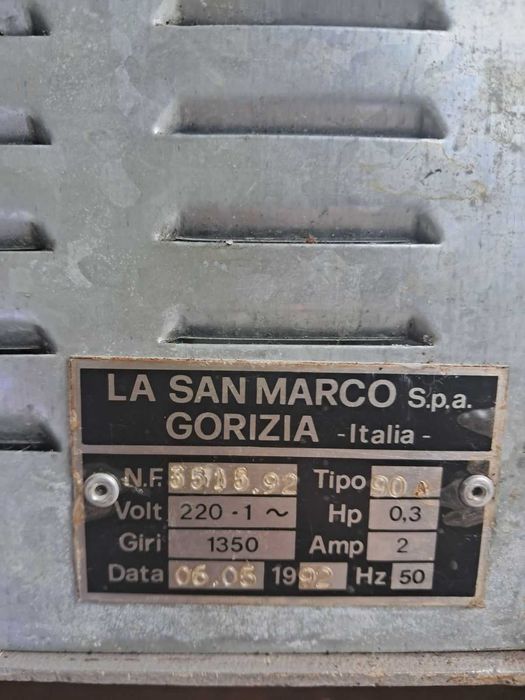 LA SAN MARCO S.p.a.
GORIZIA -Italia-
N.F. 3515.92 Tipo 90 A
Volt 220-1 ~ Hp 0,3
Giri 1350 Amp 2
Data 06.05 1992 Hz 50